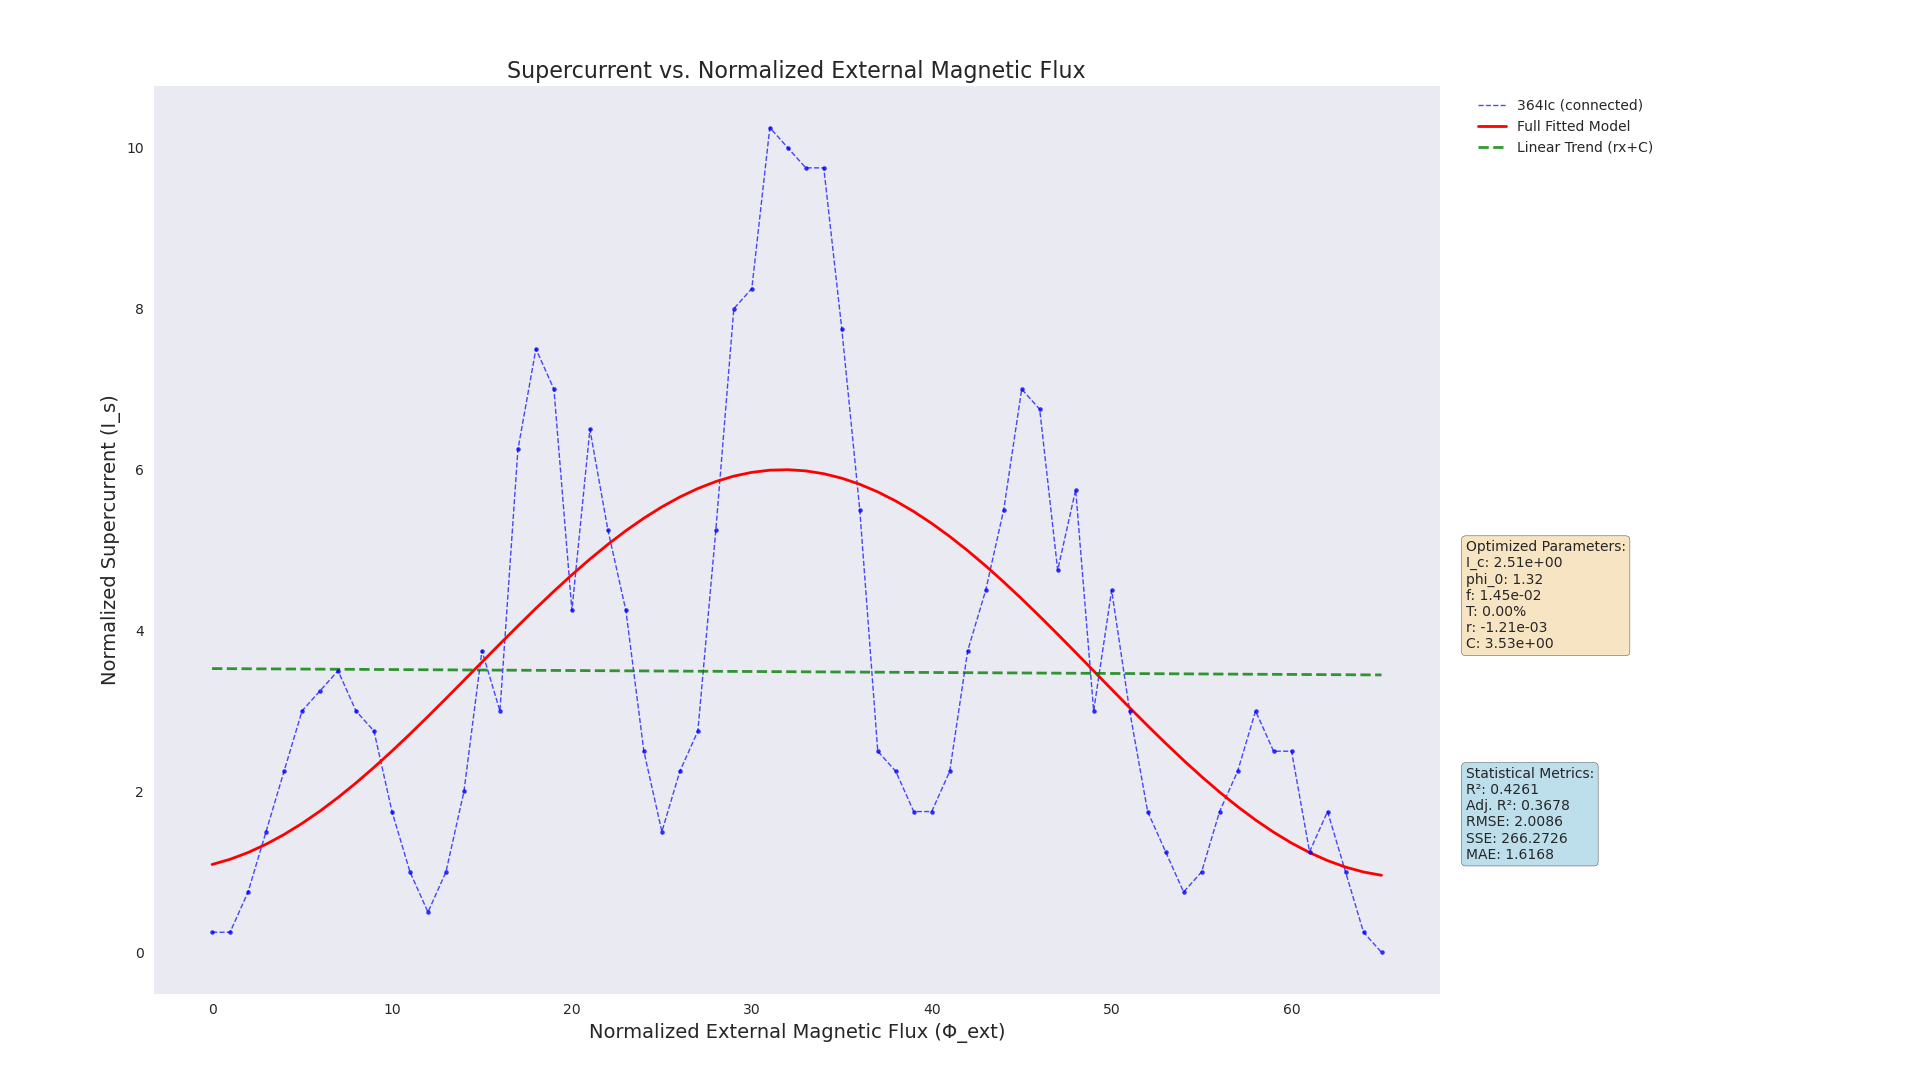 Supercurrent vs. Normalized External Magnetic Flux
364Ic (connected)
Full Fitted Model
Linear Trend (rx+C)
Normalized Supercurrent (I_s)
10
8
6
4
2
0
Optimized Parameters:
I_c: 2.51e+00
phi_0: 1.32
f: 1.45e-02
T: 0.00%
r: -1.21e-03
C: 3.53e+00
Statistical Metrics:
R²: 0.4261
Adj. R²: 0.3678
RMSE: 2.0086
SSE: 266.2726
MAE: 1.6168
0 10 20 30 40 50 60
Normalized External Magnetic Flux (Φ_ext)